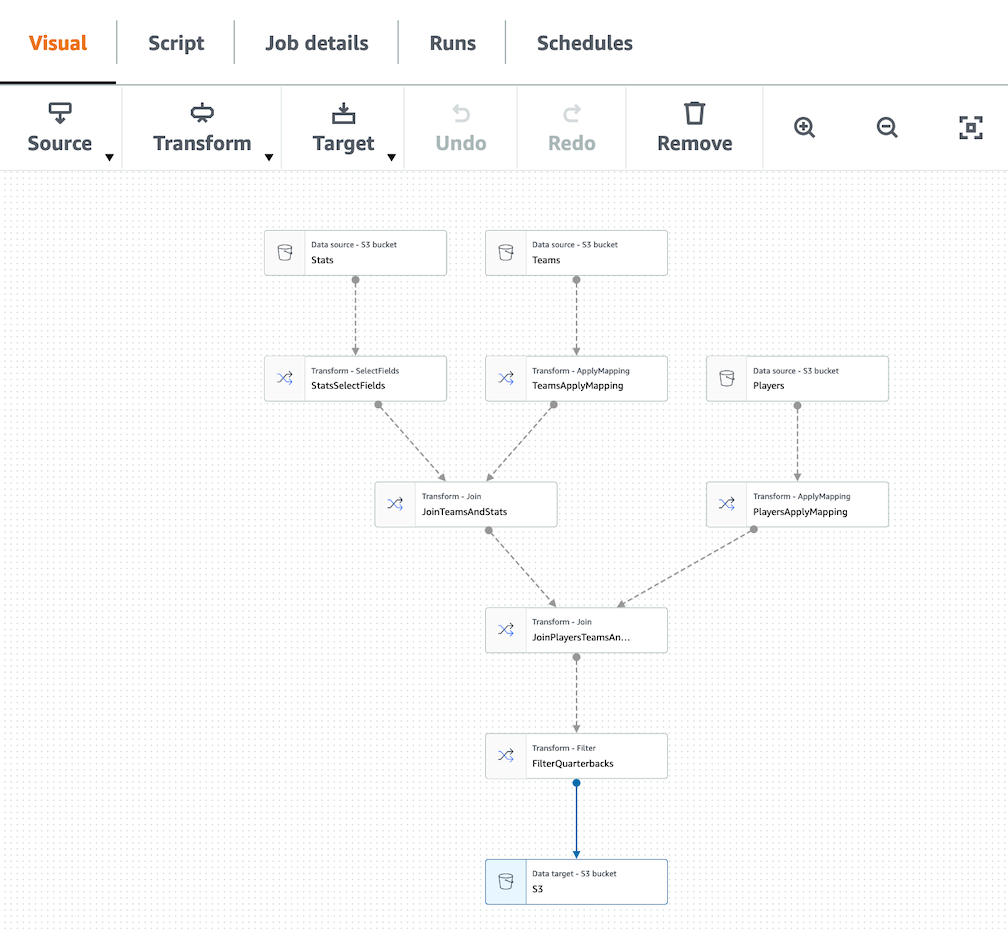 Visual Script Job details Runs Schedules
Source Transform Target Undo Redo Remove
Data source - S3 bucket
Stats
Data source - S3 bucket
Teams
Transform - SelectFields
StatsSelectFields
Transform - ApplyMapping
TeamsApplyMapping
Data source - S3 bucket
Players
Transform - Join
JoinTeamsAndStats
Transform - ApplyMapping
PlayersApplyMapping
Transform - Join
JoinPlayersTeamsAn...
Transform - Filter
FilterQuarterbacks
Data target - S3 bucket
S3